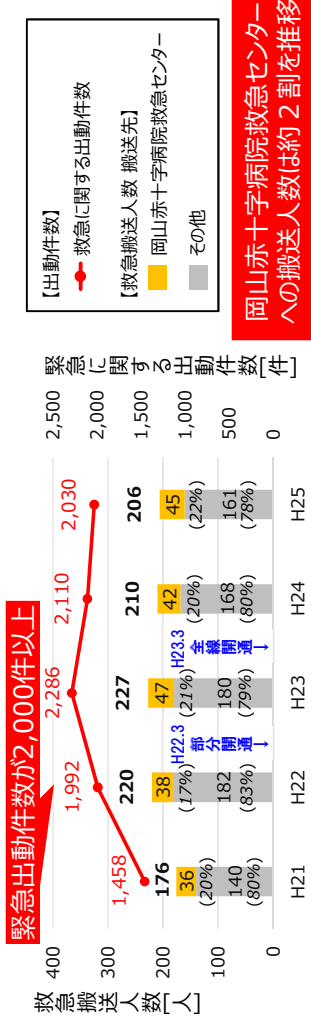 緊急出動件数が2,000件以上
救急搬送人数[人]
400
300
200
100
0
1,458
1,992
2,286
2,110
2,030
176
220
227
210
206
36
(20%)
140
(80%)
38
(17%)
182
(83%)
47
(21%)
180
(79%)
42
(20%)
168
(80%)
45
(22%)
161
(78%)
H22.3
部分開通
↓
H23.3
全線開通
↓
H21
H22
H23
H24
H25
2,500
2,000
1,500
1,000
500
0
緊急に関する出動件数[件]
【出動件数】
救急に関する出動件数
【救急搬送人数 搬送先】
岡山赤十字病院救急センター
その他
岡山赤十字病院救急センター
への搬送人数は約2割を推移